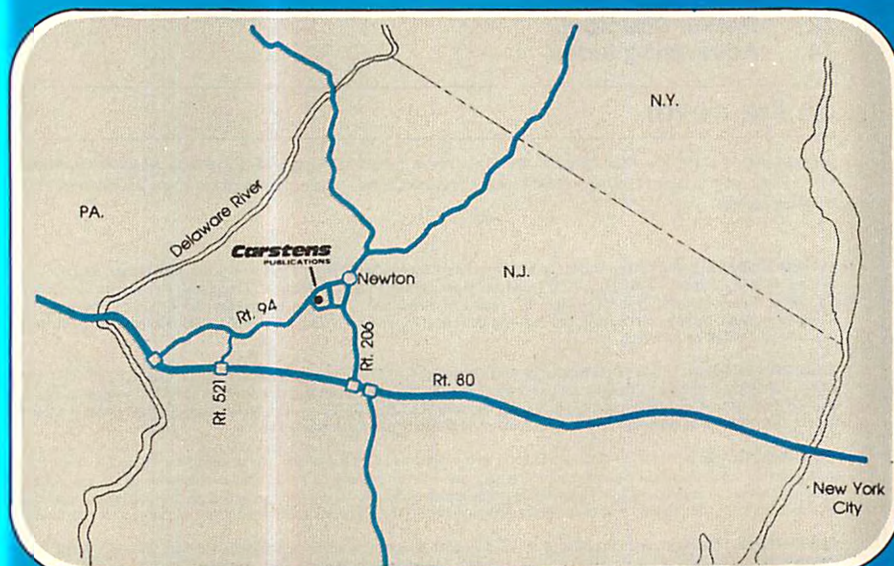 N.Y.
PA.
Delaware River
Carstens
PUBLICATIONS
Newton
N.J.
Rt. 94
Rt. 206
Rt. 521
Rt. 80
New York
City